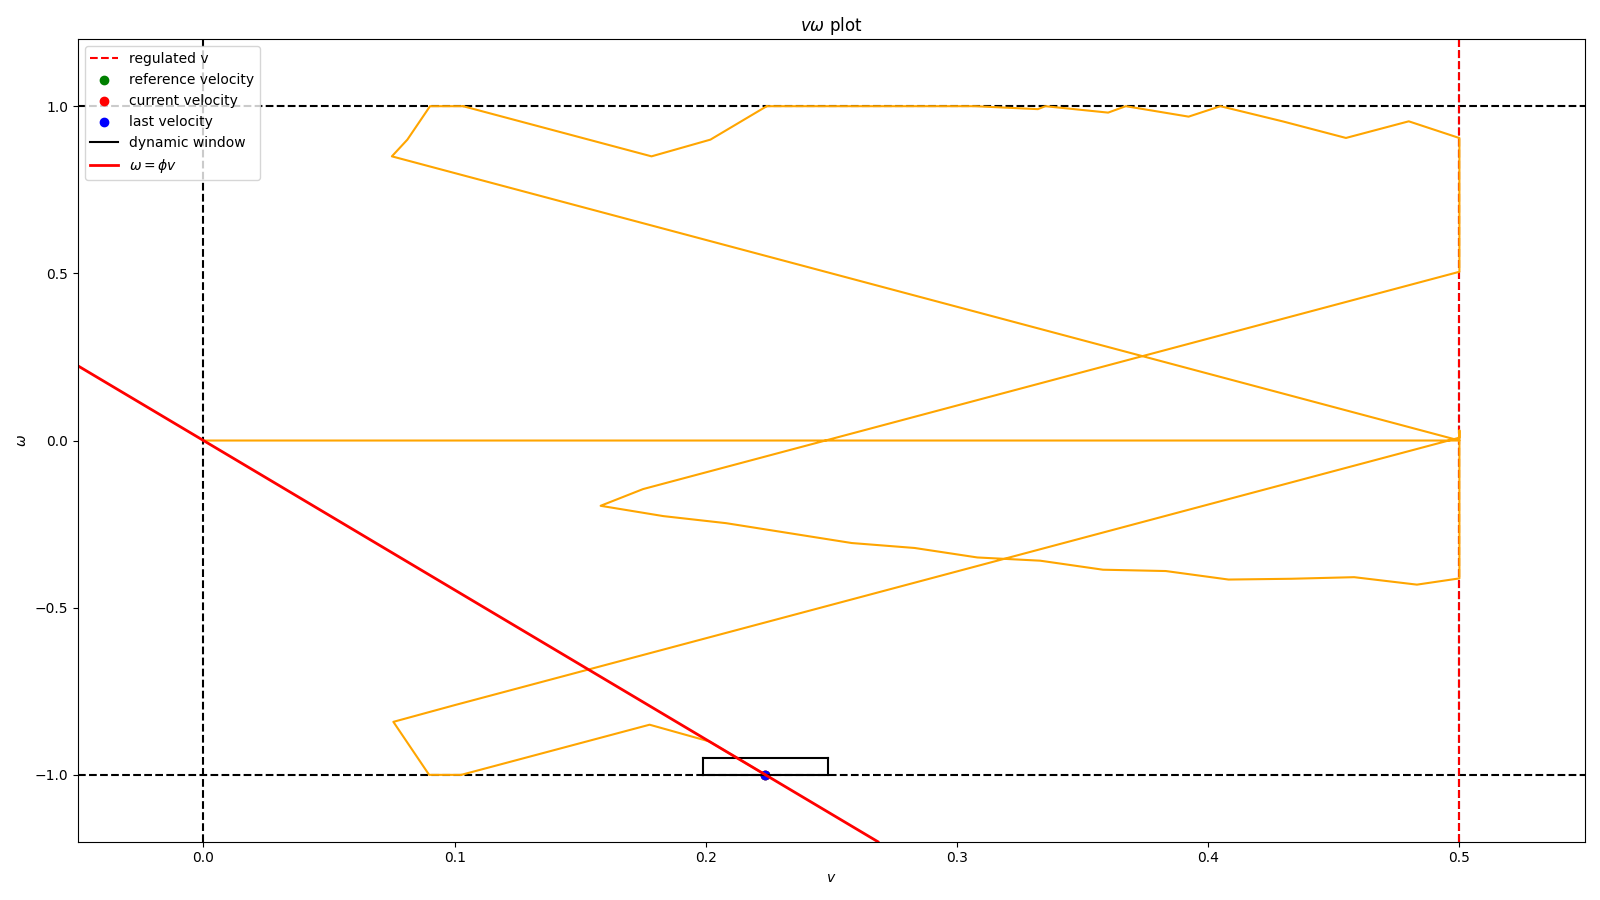 vω plot
regulated v
reference velocity
current velocity
last velocity
dynamic window
ω = ϕv
1.0
0.5
0.0
−0.5
−1.0
ω
0.0 0.1 0.2 0.3 0.4 0.5
v